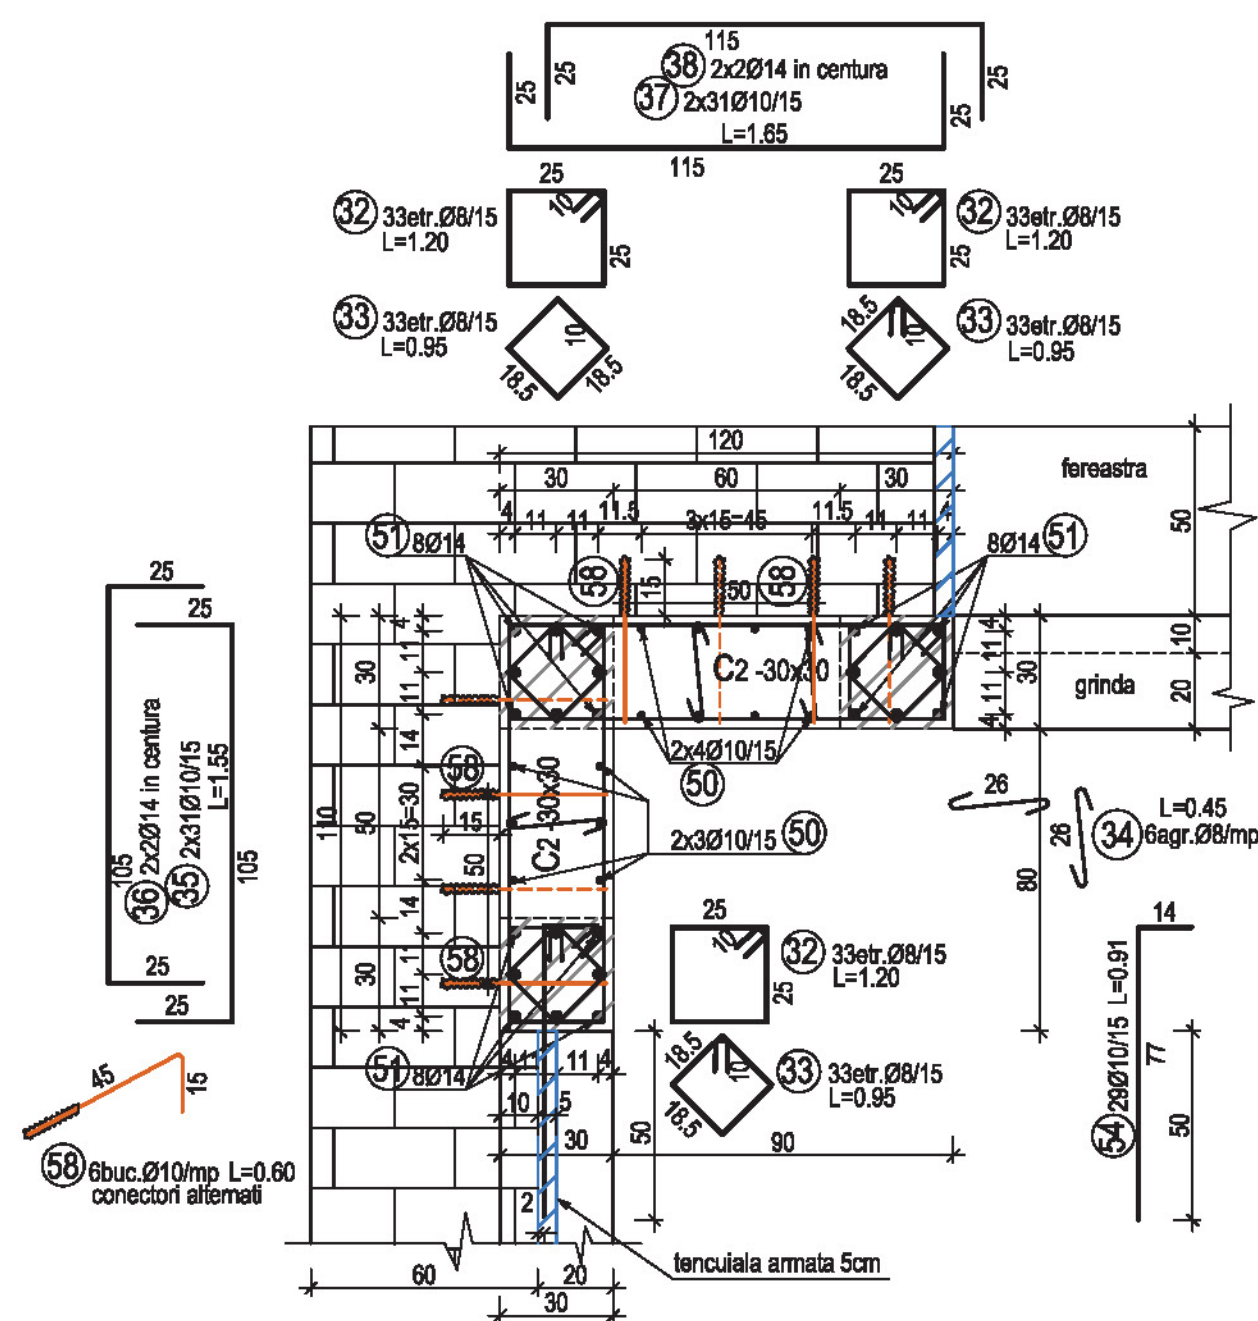 115
25
25
25
25
38 2x2Ø14 in centura
37 2x31Ø10/15
L=1.65
115
25
10
25
32 33etr.Ø8/15
L=1.20
25
10
25
32 33etr.Ø8/15
L=1.20
33 33etr.Ø8/15
L=0.95
10
18.5
18.5
18.5
10
18.5
33 33etr.Ø8/15
L=0.95
120
fereastra
30
60
30
50
4
11
11
11.5
3x15=45
11.5
11
11
4
51 8Ø14
8Ø14 51
58
15
50
58
25
25
4
11
11
30
14
C2 -30x30
4
11
11
4
30
10
20
grinda
2x4Ø10/15
50
105
36 2x2Ø14 in centura
35 2x31Ø10/15
L=1.55
105
110
50
2x15=30
58
15
50
C2 -30x30
2x3Ø10/15 50
80
26
26
L=0.45
34 6agr.Ø8/mp
25
25
14
30
11
11
4
58
25
10
25
32 33etr.Ø8/15
L=1.20
14
54 29Ø10/15 L=0.91
77
50
51 8Ø14
4
11
11
4
18.5
10
18.5
33 33etr.Ø8/15
L=0.95
45
15
10
5
30
50
90
58 6buc.Ø10/mp L=0.60
conectori alternati
2
tencuiala armata 5cm
60
20
30